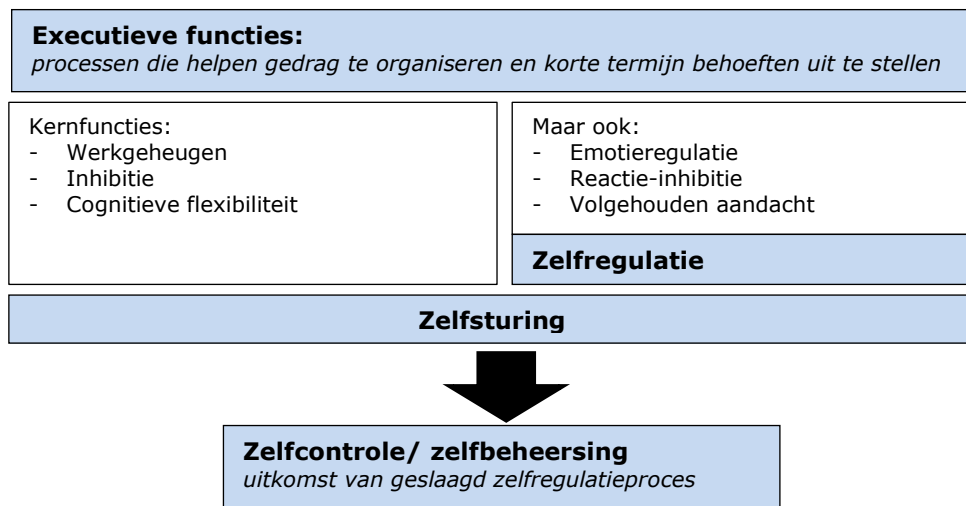 Executieve functies:
processen die helpen gedrag te organiseren en korte termijn behoeften uit te stellen
Kernfuncties:
- Werkgeheugen
- Inhibitie
- Cognitieve flexibiliteit
Maar ook:
- Emotieregulatie
- Reactie-inhibitie
- Volgehouden aandacht
Zelfregulatie
Zelfsturing
Zelfcontrole/ zelfbeheersing
uitkomst van geslaagd zelfregulatieproces